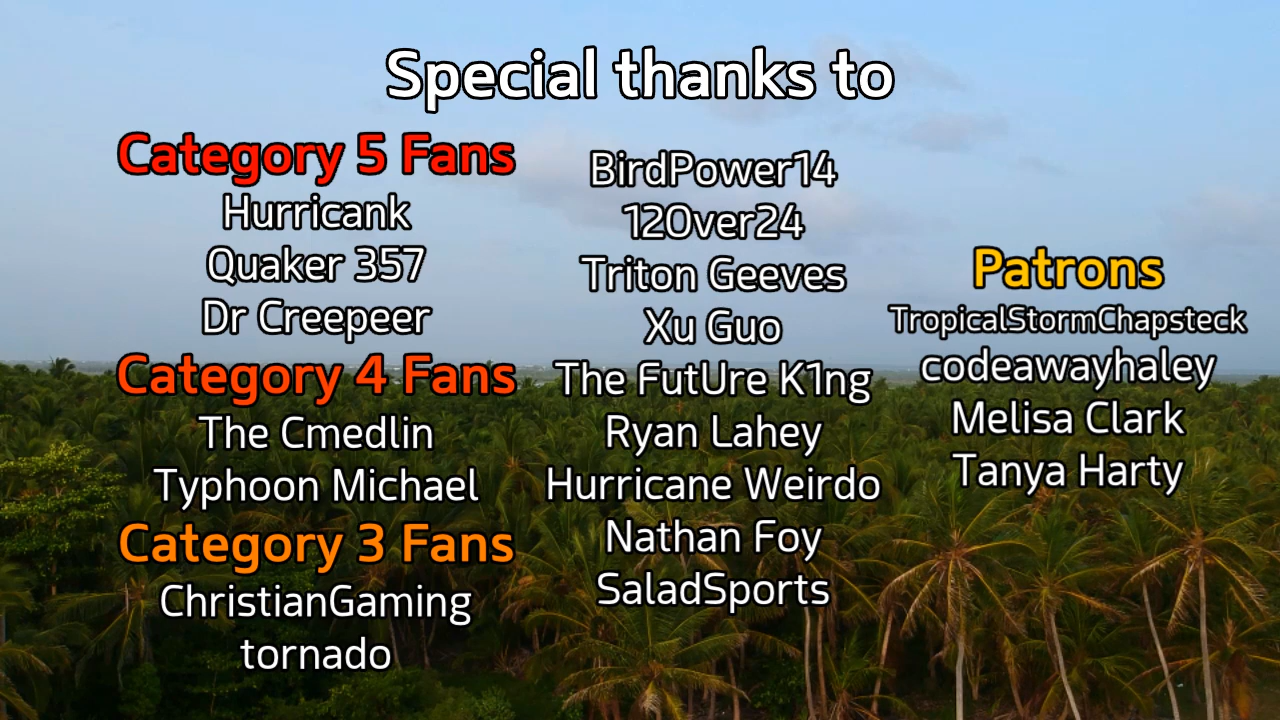 Special thanks to
Category 5 Fans
Hurricank
Quaker 357
Dr Creepeer
Category 4 Fans
The Cmedlin
Typhoon Michael
Category 3 Fans
ChristianGaming
tornado
BirdPower14
12Over24
Triton Geeves
Xu Guo
The FutUre K1ng
Ryan Lahey
Hurricane Weirdo
Nathan Foy
SaladSports
Patrons
TropicalStormChapsteck
codeawayhaley
Melisa Clark
Tanya Harty